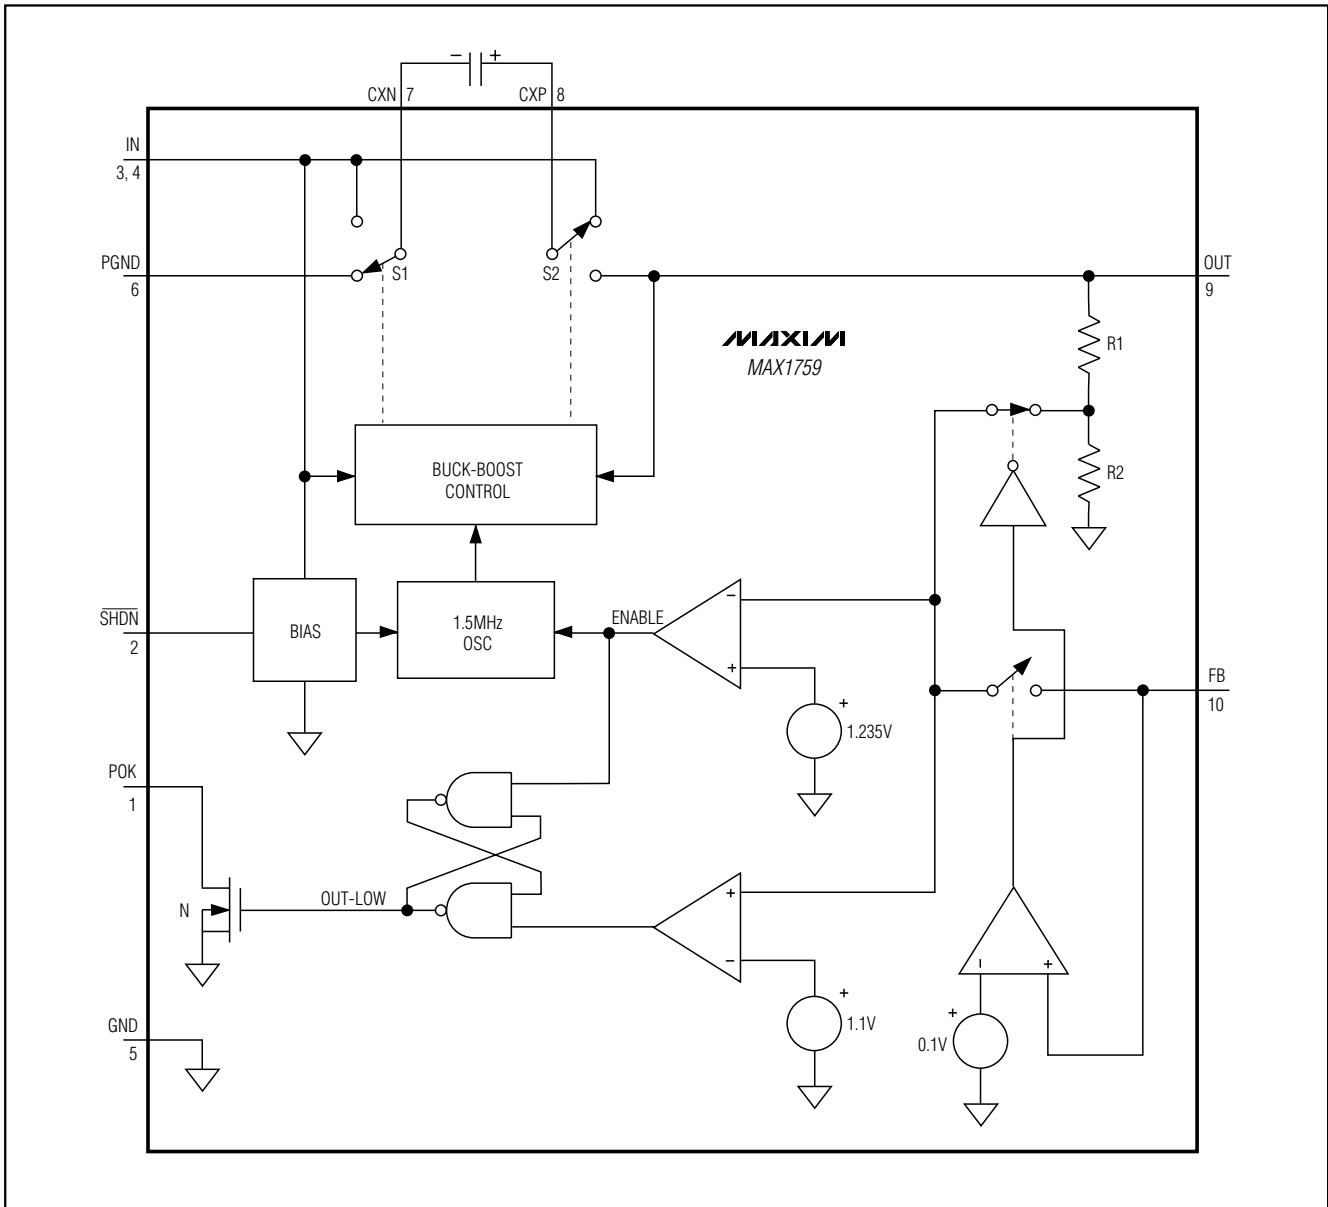 − +
CXN 7 CXP 8
IN
3, 4
PGND
6
S1 S2
OUT
9
MAXIM
MAX1759
R1
R2
BUCK-BOOST
CONTROL
SHDN
2
BIAS
1.5MHz
OSC
ENABLE
−
+
+
1.235V
FB
10
POK
1
N
OUT-LOW
+
−
+
1.1V
− +
+
0.1V
GND
5